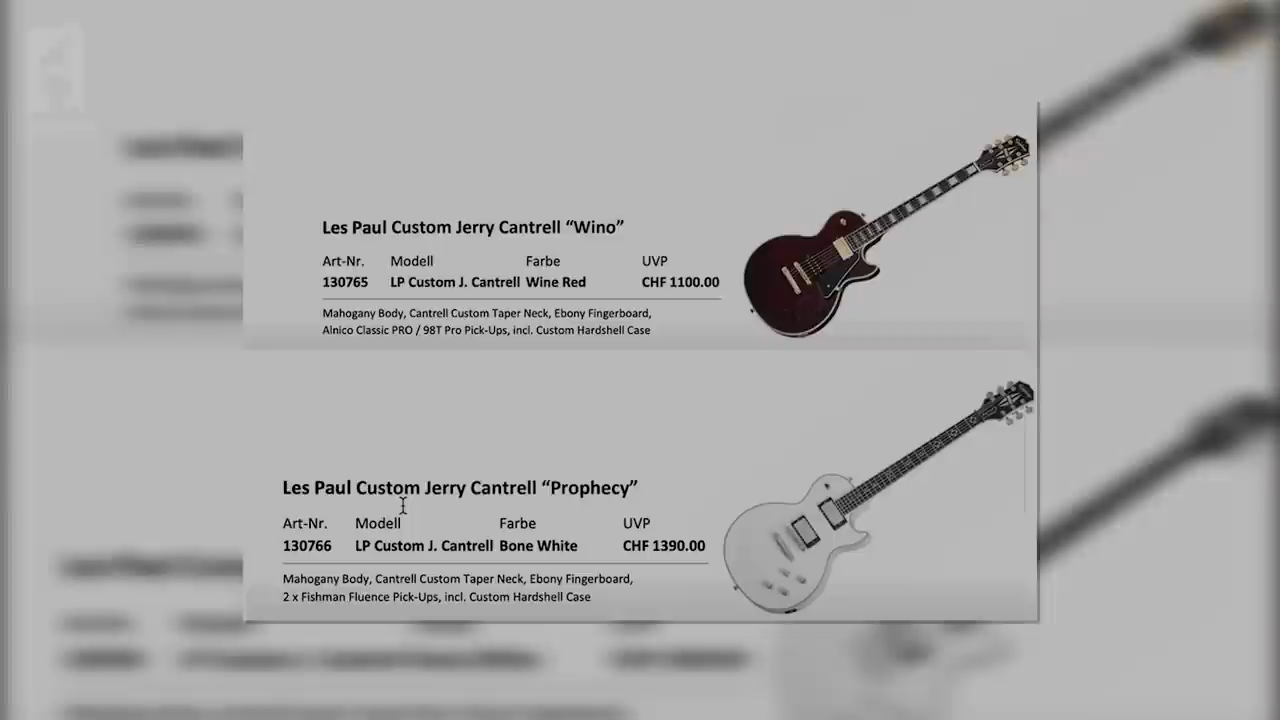 Les Paul Custom Jerry Cantrell “Wino”
Art-Nr. Modell Farbe UVP
130765 LP Custom J. Cantrell Wine Red CHF 1100.00
Mahogany Body, Cantrell Custom Taper Neck, Ebony Fingerboard,
Alnico Classic PRO / 98T Pro Pick-Ups, incl. Custom Hardshell Case
Les Paul Custom Jerry Cantrell “Prophecy”
Art-Nr. Modell Farbe UVP
130766 LP Custom J. Cantrell Bone White CHF 1390.00
Mahogany Body, Cantrell Custom Taper Neck, Ebony Fingerboard,
2 x Fishman Fluence Pick-Ups, incl. Custom Hardshell Case